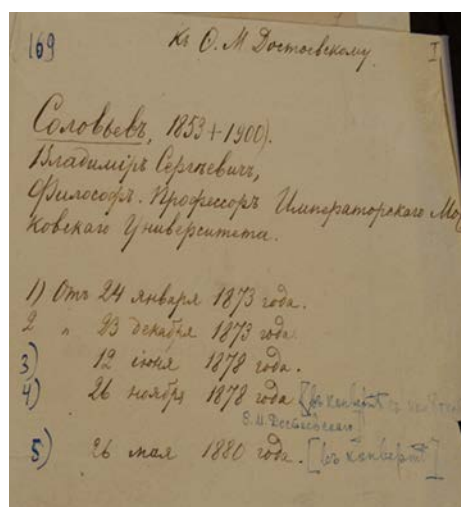 169 Къ Ѳ. М Достоевскому. I
Соловьевъ, 1853 + 1900).
Владиміръ Сергѣевичъ,
Философъ. Профессоръ Императорскаго Мос
ковскаго Университета.
1) Отъ 24 января 1873 года.
2 „ 23 декабря 1873 года
3) 12 іюня 1878 года.
4) 26 ноября 1878 года [въ конвертѣ съ
Достоевскаго]
5) 26 мая 1880 года. [въ конвертѣ]